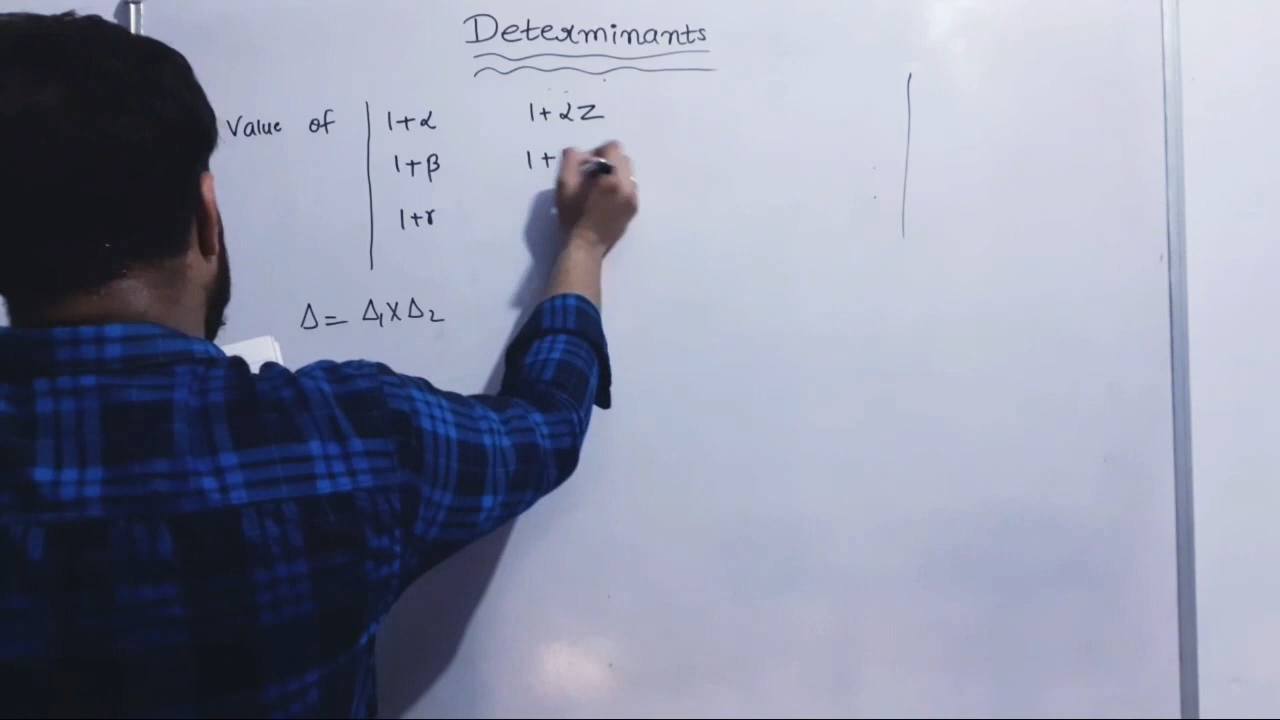 Determinants
Value of | 1+α 1+αz |
1+β 1+
1+γ
Δ = Δ₁ X Δ₂